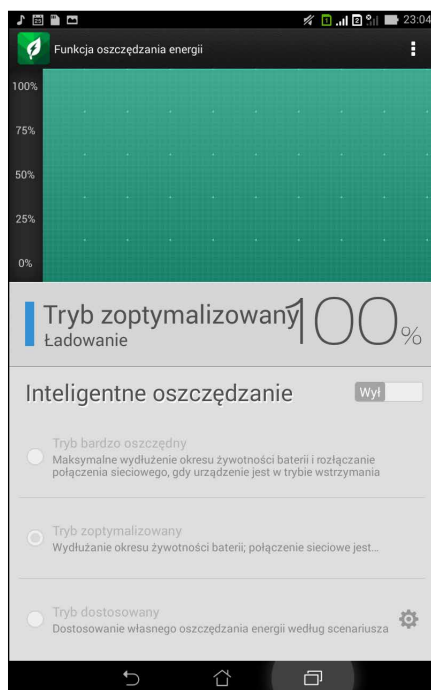 23:04
Funkcja oszczędzania energii
100%
75%
50%
25%
0%
Tryb zoptymalizowany
100%
Ładowanie
Inteligentne oszczędzanie
Wył
Tryb bardzo oszczędny
Maksymalne wydłużenie okresu żywotności baterii i rozłączanie
połączenia sieciowego, gdy urządzenie jest w trybie wstrzymania
Tryb zoptymalizowany
Wydłużanie okresu żywotności baterii; połączenie sieciowe jest...
Tryb dostosowany
Dostosowanie własnego oszczędzania energii według scenariusza